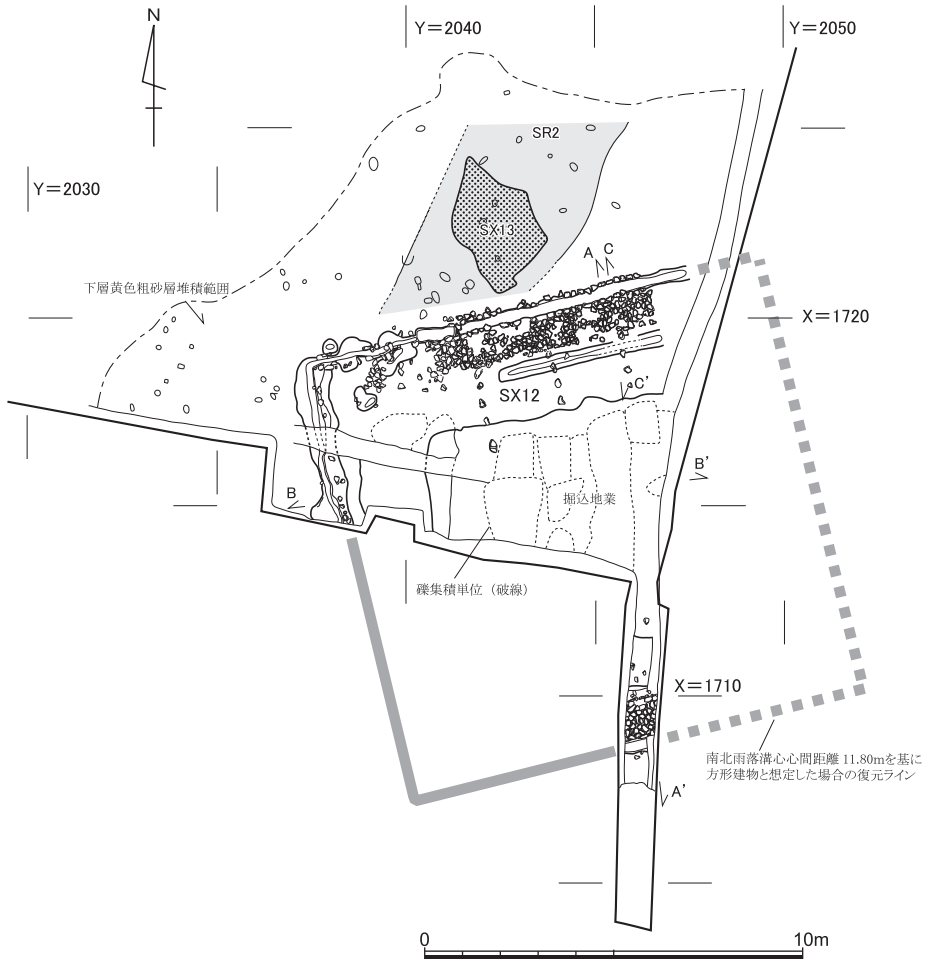 N
Y＝2040
Y＝2050
SR2
Y＝2030
SX13
A C
下層黄色粗砂層堆積範囲
X＝1720
SX12
C'
B'
掘込地業
B
礫集積単位（破線）
X＝1710
南北雨落溝心心間距離 11.80mを基に
方形建物と想定した場合の復元ライン
A'
0
10m